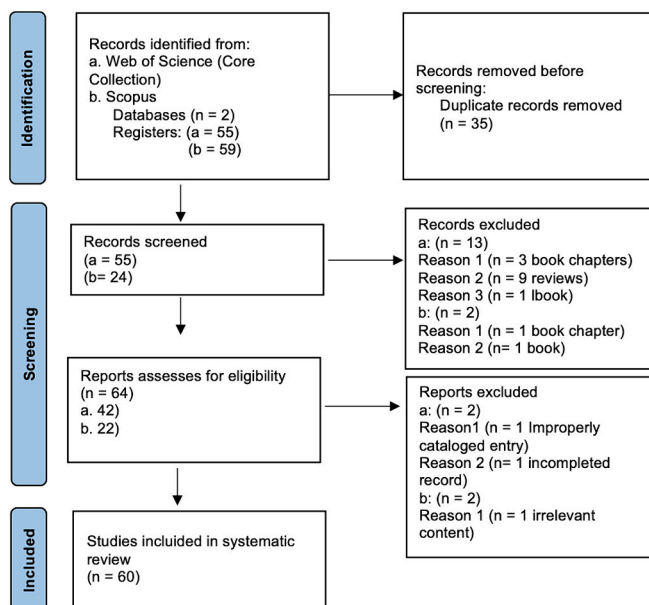 Identification
Records identified from:
a. Web of Science (Core
Collection)
b. Scopus
Databases (n = 2)
Registers: (a = 55)
(b = 59)
Records removed before
screening:
Duplicate records removed
(n = 35)
Screening
Records screened
(a = 55)
(b= 24)
Records excluded
a: (n = 13)
Reason 1 (n = 3 book chapters)
Reason 2 (n = 9 reviews)
Reason 3 (n = 1 lbook)
b: (n = 2)
Reason 1 (n = 1 book chapter)
Reason 2 (n= 1 book)
Reports assesses for eligibility
(n = 64)
a. 42
b. 22
Reports excluded
a: (n = 2)
Reason1 (n = 1 Improperly
cataloged entry)
Reason 2 (n= 1 incompleted
record)
b: (n = 2)
Reason 1 (n = 1 irrelevant
content)
Included
Studies incluided in systematic
review
(n = 60)